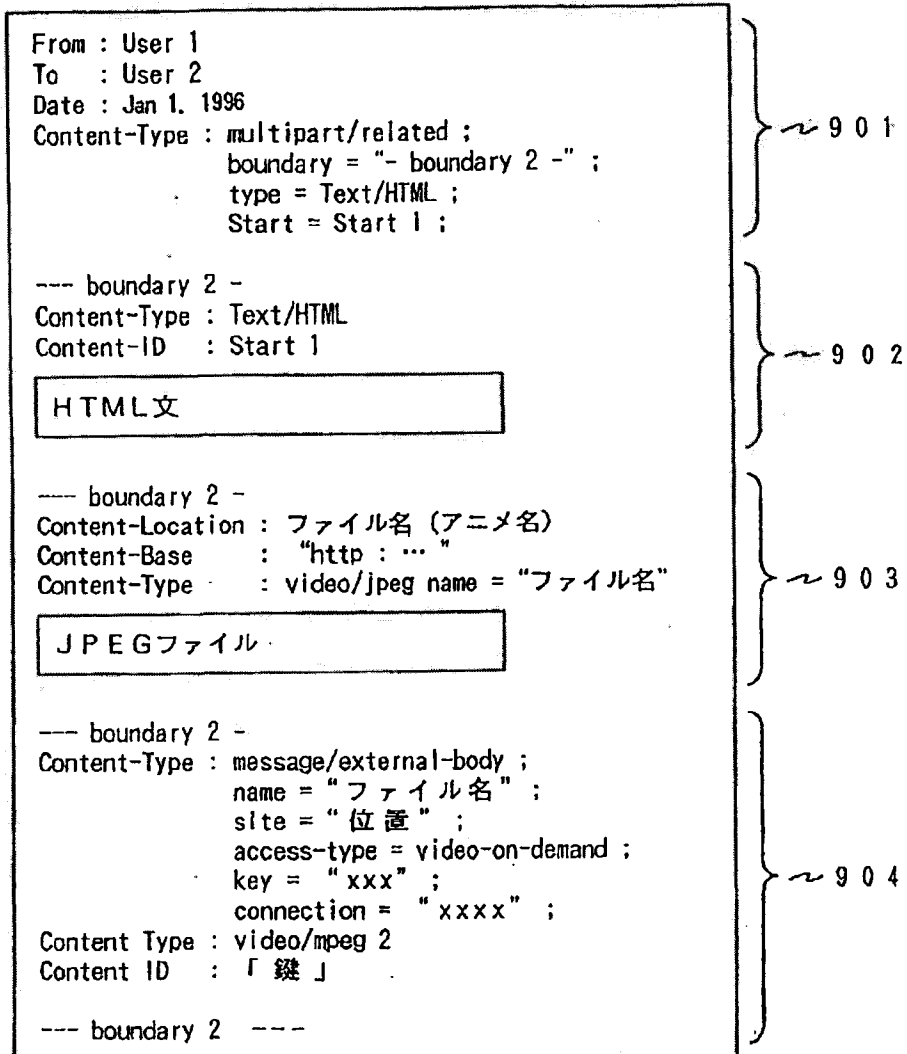 From : User 1
To : User 2
Date : Jan 1. 1996
Content-Type : multipart/related ;
boundary = “- boundary 2 -” ;
type = Text/HTML ;
Start = Start 1 ;
～901
--- boundary 2 -
Content-Type : Text/HTML
Content-ID : Start 1
HTML文
～902
--- boundary 2 -
Content-Location : ファイル名 (アニメ名)
Content-Base : “http : … ”
Content-Type : video/jpeg name = “ファイル名”
JPEGファイル
～903
--- boundary 2 -
Content-Type : message/external-body ;
name = “ファイル名” ;
site = “位置” ;
access-type = video-on-demand ;
key = “xxx” ;
connection = “xxxx” ;
Content Type : video/mpeg 2
Content ID : 「鍵」
～904
--- boundary 2 ---